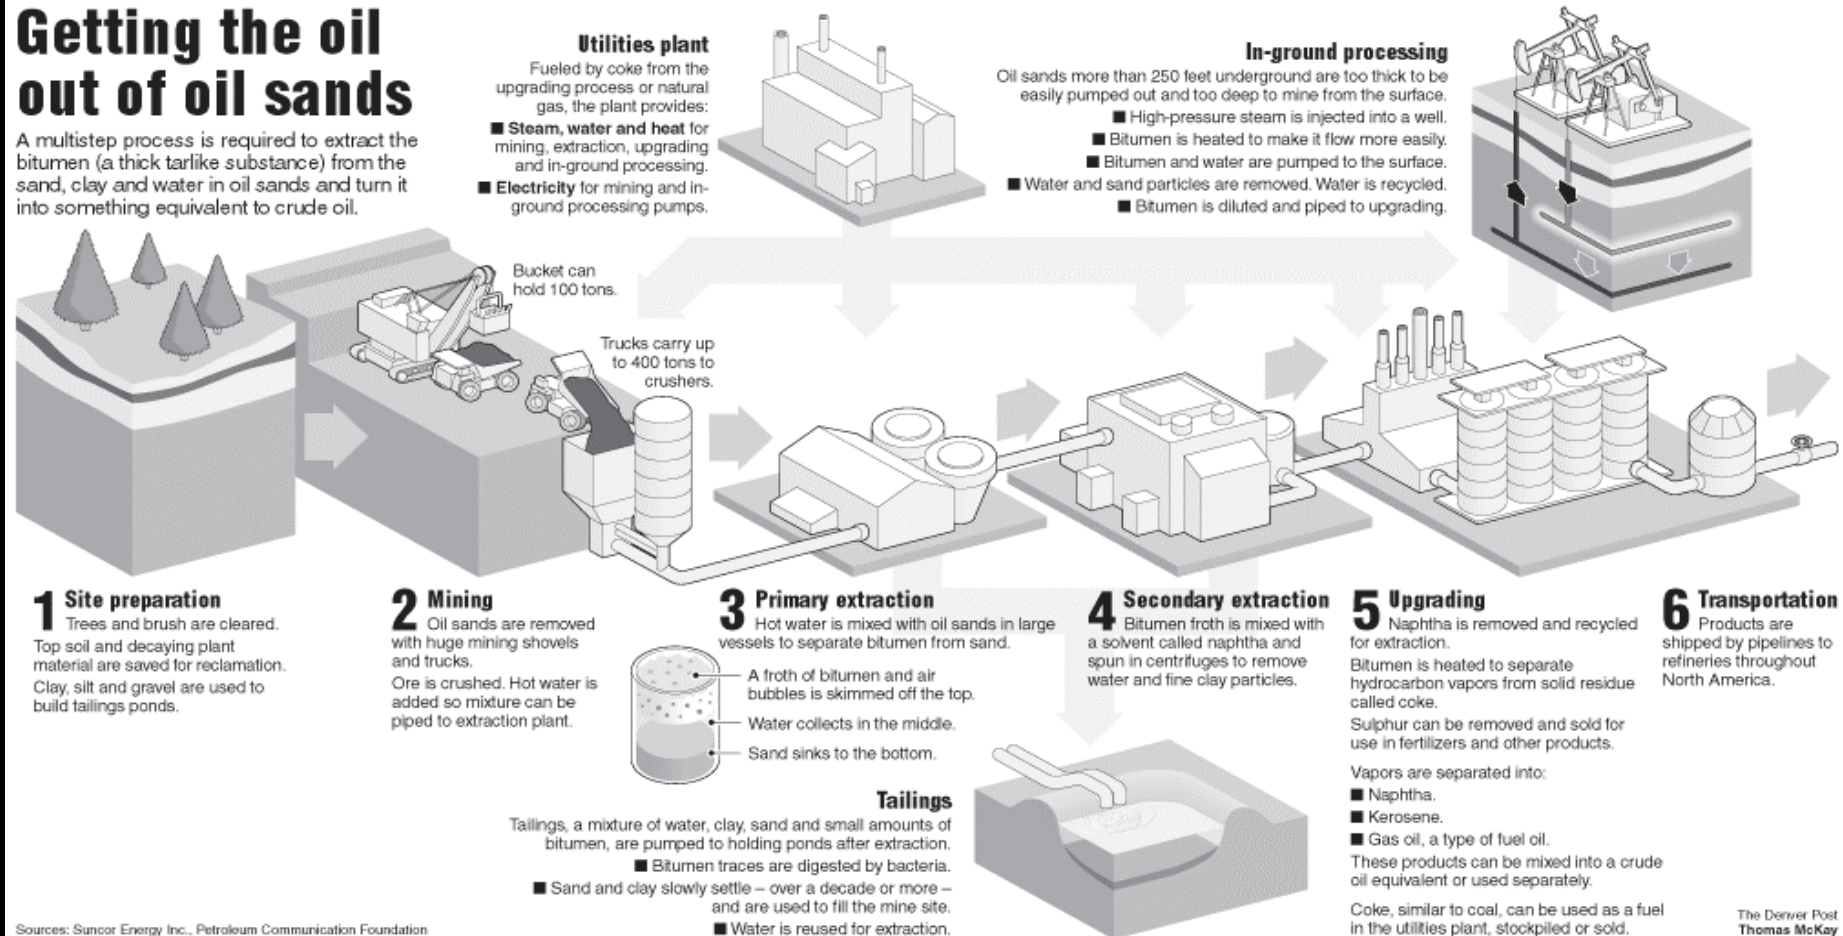 Getting the oil
out of oil sands
A multistep process is required to extract the
bitumen (a thick tarlike substance) from the
sand, clay and water in oil sands and turn it
into something equivalent to crude oil.
Utilities plant
Fueled by coke from the
upgrading process or natural
gas, the plant provides:
■ Steam, water and heat for
mining, extraction, upgrading
and in-ground processing.
■ Electricity for mining and in-
ground processing pumps.
In-ground processing
Oil sands more than 250 feet underground are too thick to be
easily pumped out and too deep to mine from the surface.
■ High-pressure steam is injected into a well.
■ Bitumen is heated to make it flow more easily.
■ Bitumen and water are pumped to the surface.
■ Water and sand particles are removed. Water is recycled.
■ Bitumen is diluted and piped to upgrading.
Bucket can
hold 100 tons.
Trucks carry up
to 400 tons to
crushers.
1 Site preparation
Trees and brush are cleared.
Top soil and decaying plant
material are saved for reclamation.
Clay, silt and gravel are used to
build tailings ponds.
2 Mining
Oil sands are removed
with huge mining shovels
and trucks.
Ore is crushed. Hot water is
added so mixture can be
piped to extraction plant.
3 Primary extraction
Hot water is mixed with oil sands in large
vessels to separate bitumen from sand.
A froth of bitumen and air
bubbles is skimmed off the top.
Water collects in the middle.
Sand sinks to the bottom.
Tailings
Tailings, a mixture of water, clay, sand and small amounts of
bitumen, are pumped to holding ponds after extraction.
■ Bitumen traces are digested by bacteria.
■ Sand and clay slowly settle – over a decade or more –
and are used to fill the mine site.
■ Water is reused for extraction.
4 Secondary extraction
Bitumen froth is mixed with
a solvent called naphtha and
spun in centrifuges to remove
water and fine clay particles.
5 Upgrading
Naphtha is removed and recycled
for extraction.
Bitumen is heated to separate
hydrocarbon vapors from solid residue
called coke.
Sulphur can be removed and sold for
use in fertilizers and other products.
Vapors are separated into:
■ Naphtha.
■ Kerosene.
■ Gas oil, a type of fuel oil.
These products can be mixed into a crude
oil equivalent or used separately.
Coke, similar to coal, can be used as a fuel
in the utilities plant, stockpiled or sold.
6 Transportation
Products are
shipped by pipelines to
refineries throughout
North America.
Sources: Suncor Energy Inc., Petroleum Communication Foundation
The Denver Post
Thomas McKay